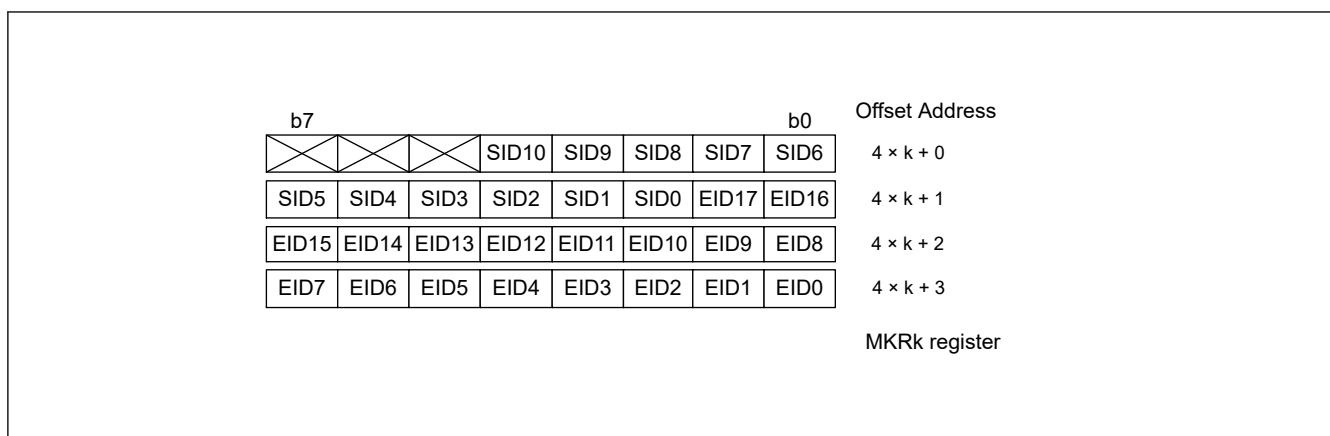 b7 b0 Offset Address
SID10 SID9 SID8 SID7 SID6 4 × k + 0
SID5 SID4 SID3 SID2 SID1 SID0 EID17 EID16 4 × k + 1
EID15 EID14 EID13 EID12 EID11 EID10 EID9 EID8 4 × k + 2
EID7 EID6 EID5 EID4 EID3 EID2 EID1 EID0 4 × k + 3
MKRk register